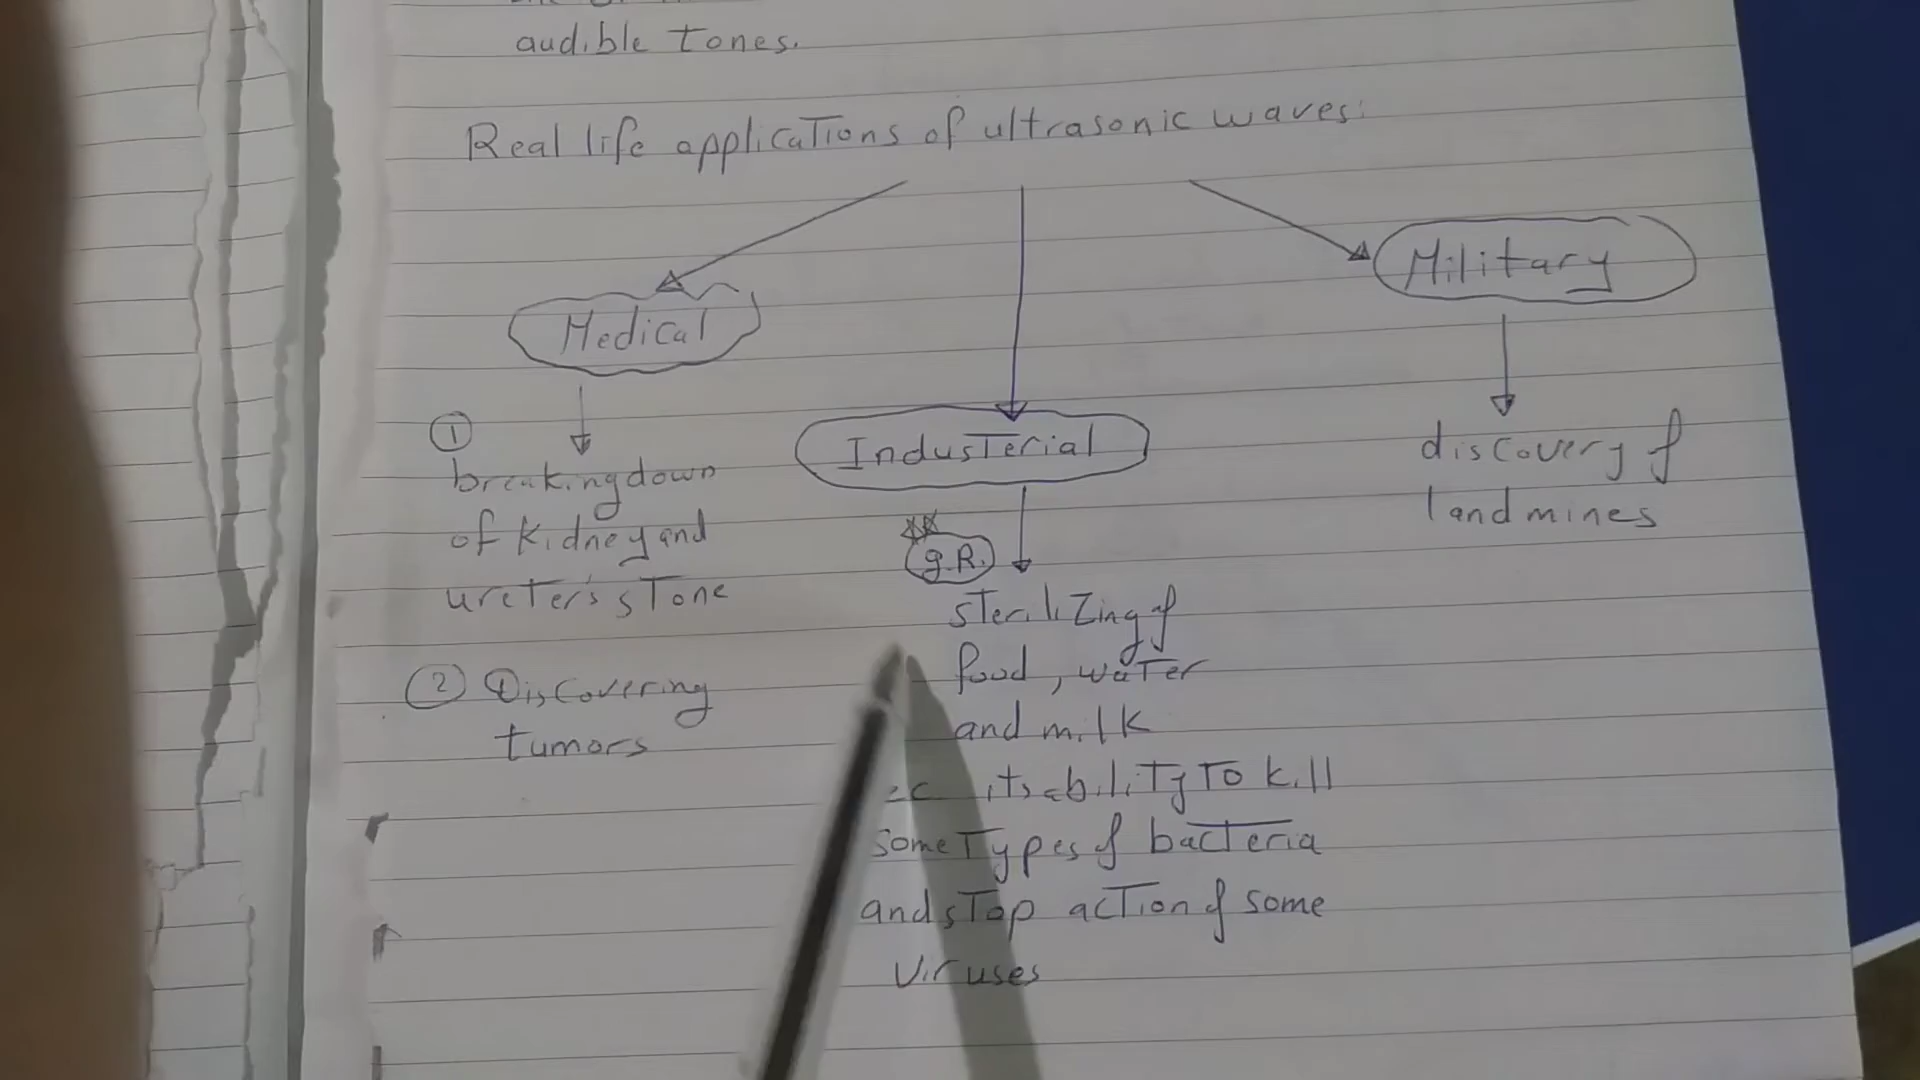 audible tones.
Real life applications of ultrasonic waves:
Medical
①
breaking down
of kidney and
ureter's stone
② Discovering
tumors
Industerial
g.R.
sterilizing of
food, water
and milk
its ability to kill
some types of bacteria
and stop action of some
viruses
Military
discovery of
land mines